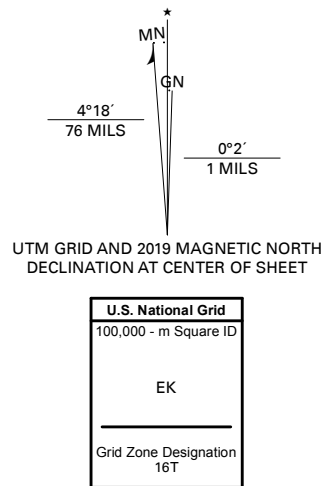 ★
MN
GN
4°18´
76 MILS
0°2´
1 MILS
UTM GRID AND 2019 MAGNETIC NORTH
DECLINATION AT CENTER OF SHEET
U.S. National Grid
100,000 - m Square ID
EK
Grid Zone Designation
16T